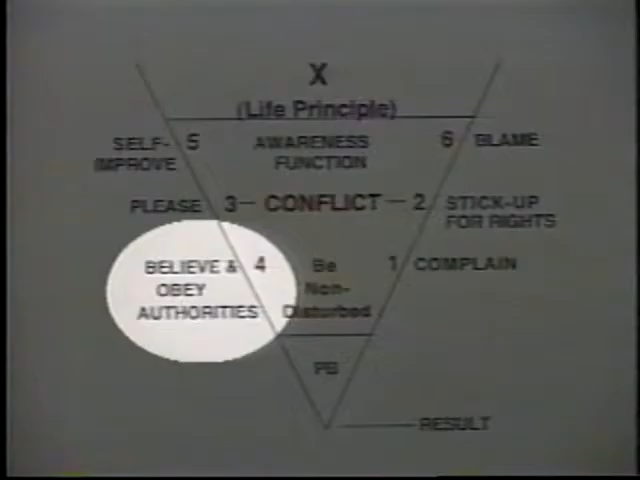 X
(Life Principle)
SELF- 5 AWARENESS 6 BLAME
IMPROVE FUNCTION
PLEASE 3— CONFLICT —2 STICK-UP
FOR RIGHTS
BELIEVE & 4 Be 1 COMPLAIN
OBEY Non-
AUTHORITIES Disturbed
PB
RESULT